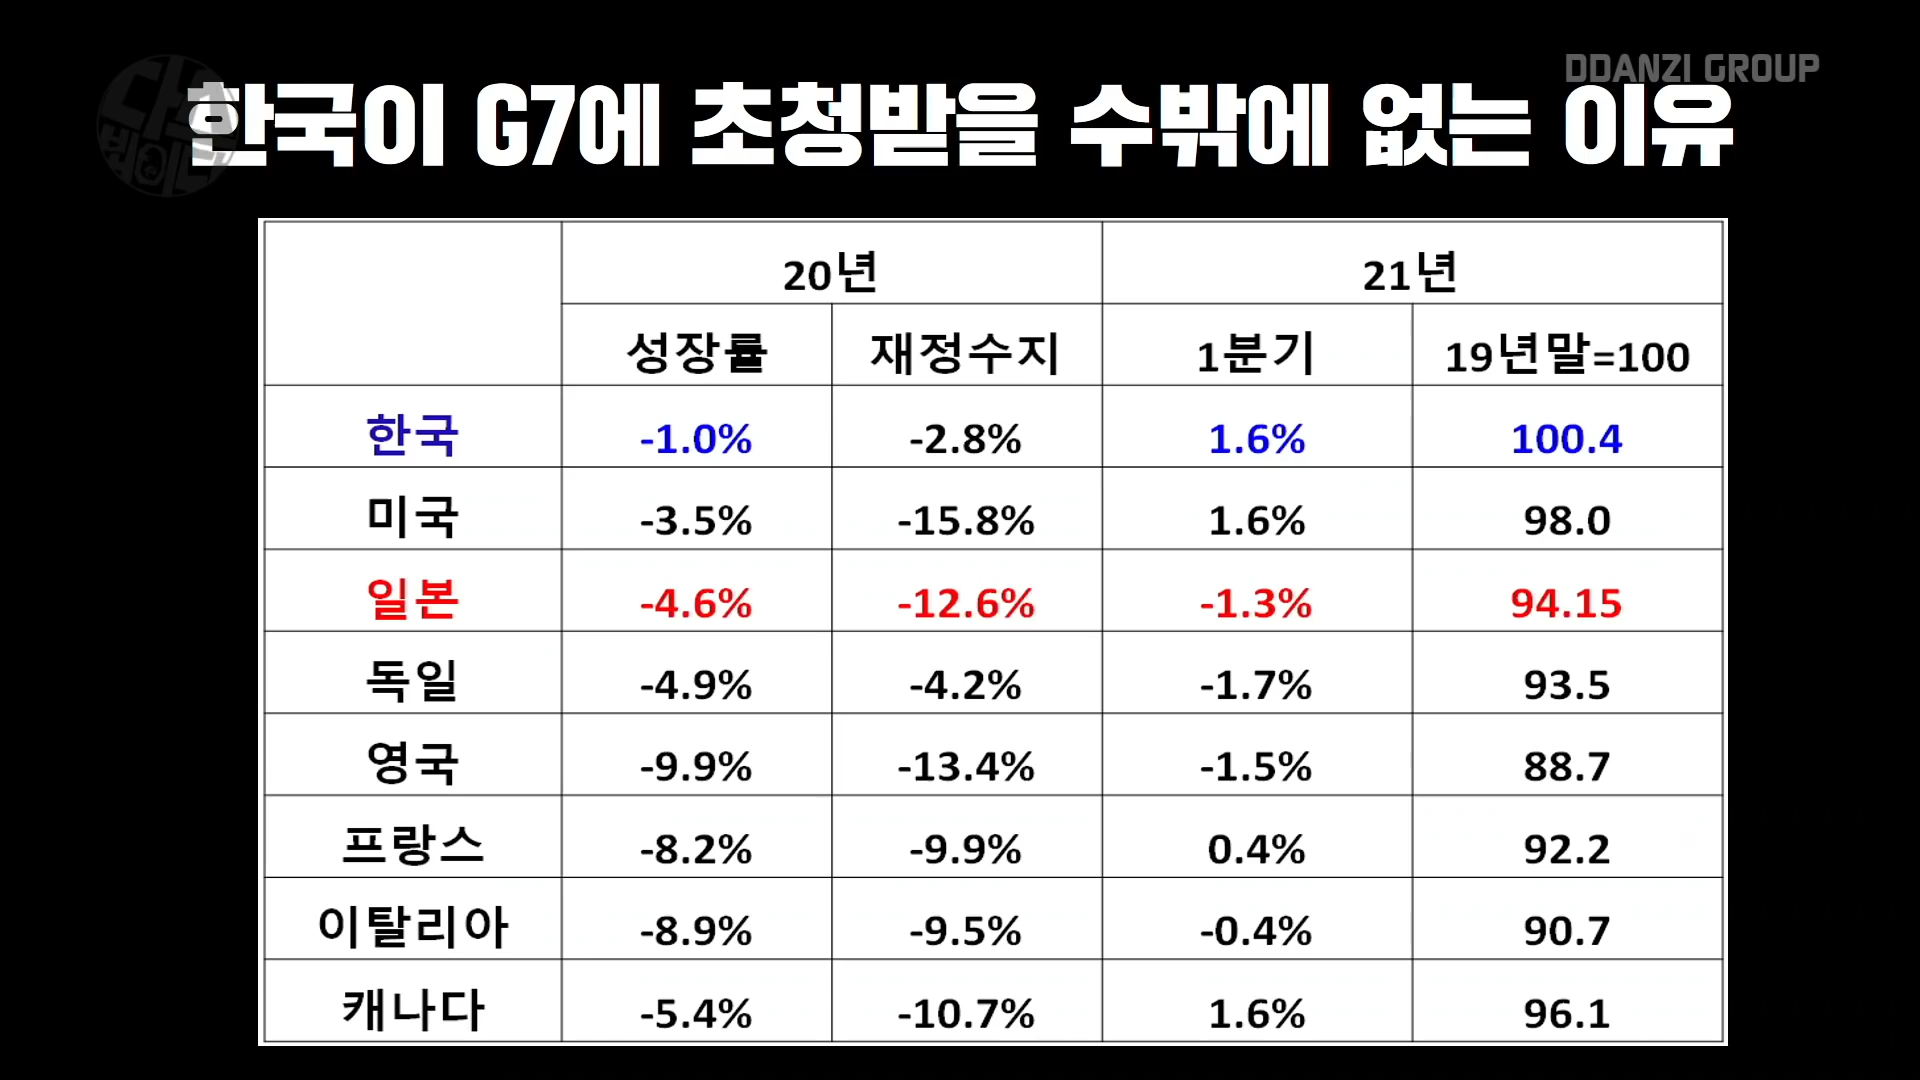 DDANZI GROUP
한국이 G7에 초청받을 수밖에 없는 이유
20년 21년
성장률 재정수지 1분기 19년말=100
한국 -1.0% -2.8% 1.6% 100.4
미국 -3.5% -15.8% 1.6% 98.0
일본 -4.6% -12.6% -1.3% 94.15
독일 -4.9% -4.2% -1.7% 93.5
영국 -9.9% -13.4% -1.5% 88.7
프랑스 -8.2% -9.9% 0.4% 92.2
이탈리아 -8.9% -9.5% -0.4% 90.7
캐나다 -5.4% -10.7% 1.6% 96.1